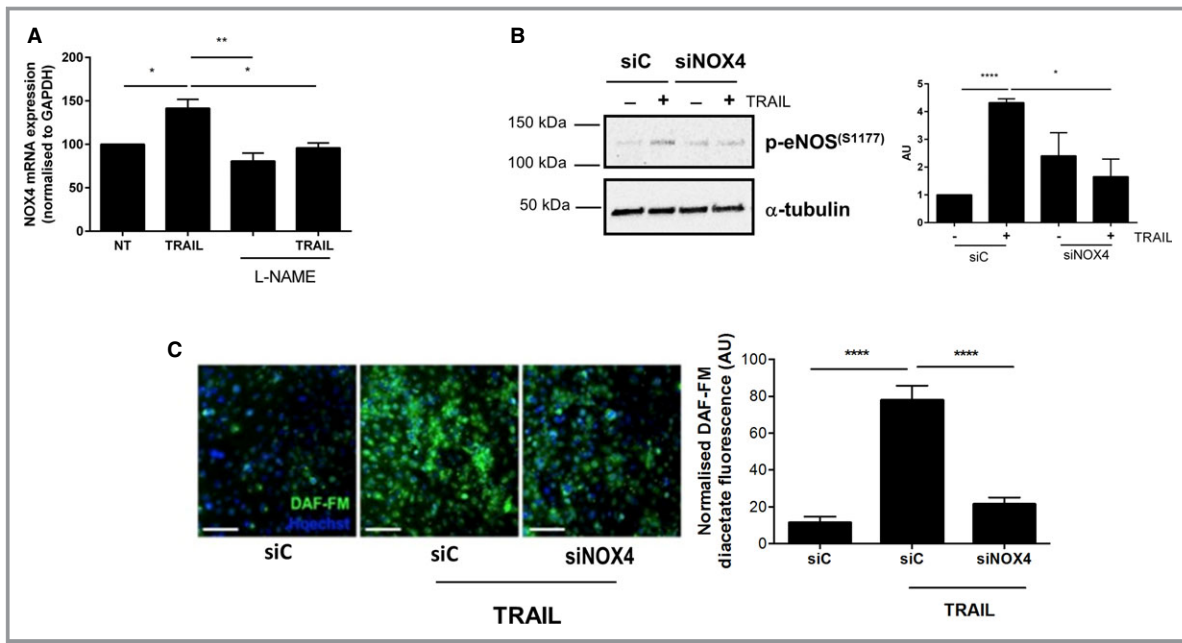 A
NOX4 mRNA expression
(normalised to GAPDH)
200
150
100
50
0
*
**
*
NT
TRAIL
-
TRAIL
L-NAME
B
siC
siNOX4
–
+
–
+
TRAIL
150 kDa
100 kDa
50 kDa
p-eNOS(S1177)
α-tubulin
AU
5
4
3
2
1
0
****
*
-
+
-
+
TRAIL
siC
siNOX4
C
DAF-FM
Hoechst
siC
siC
siNOX4
TRAIL
Normalised DAF-FM
diacetate fluorescence (AU)
100
80
60
40
20
0
****
****
siC
siC
siNOX4
TRAIL